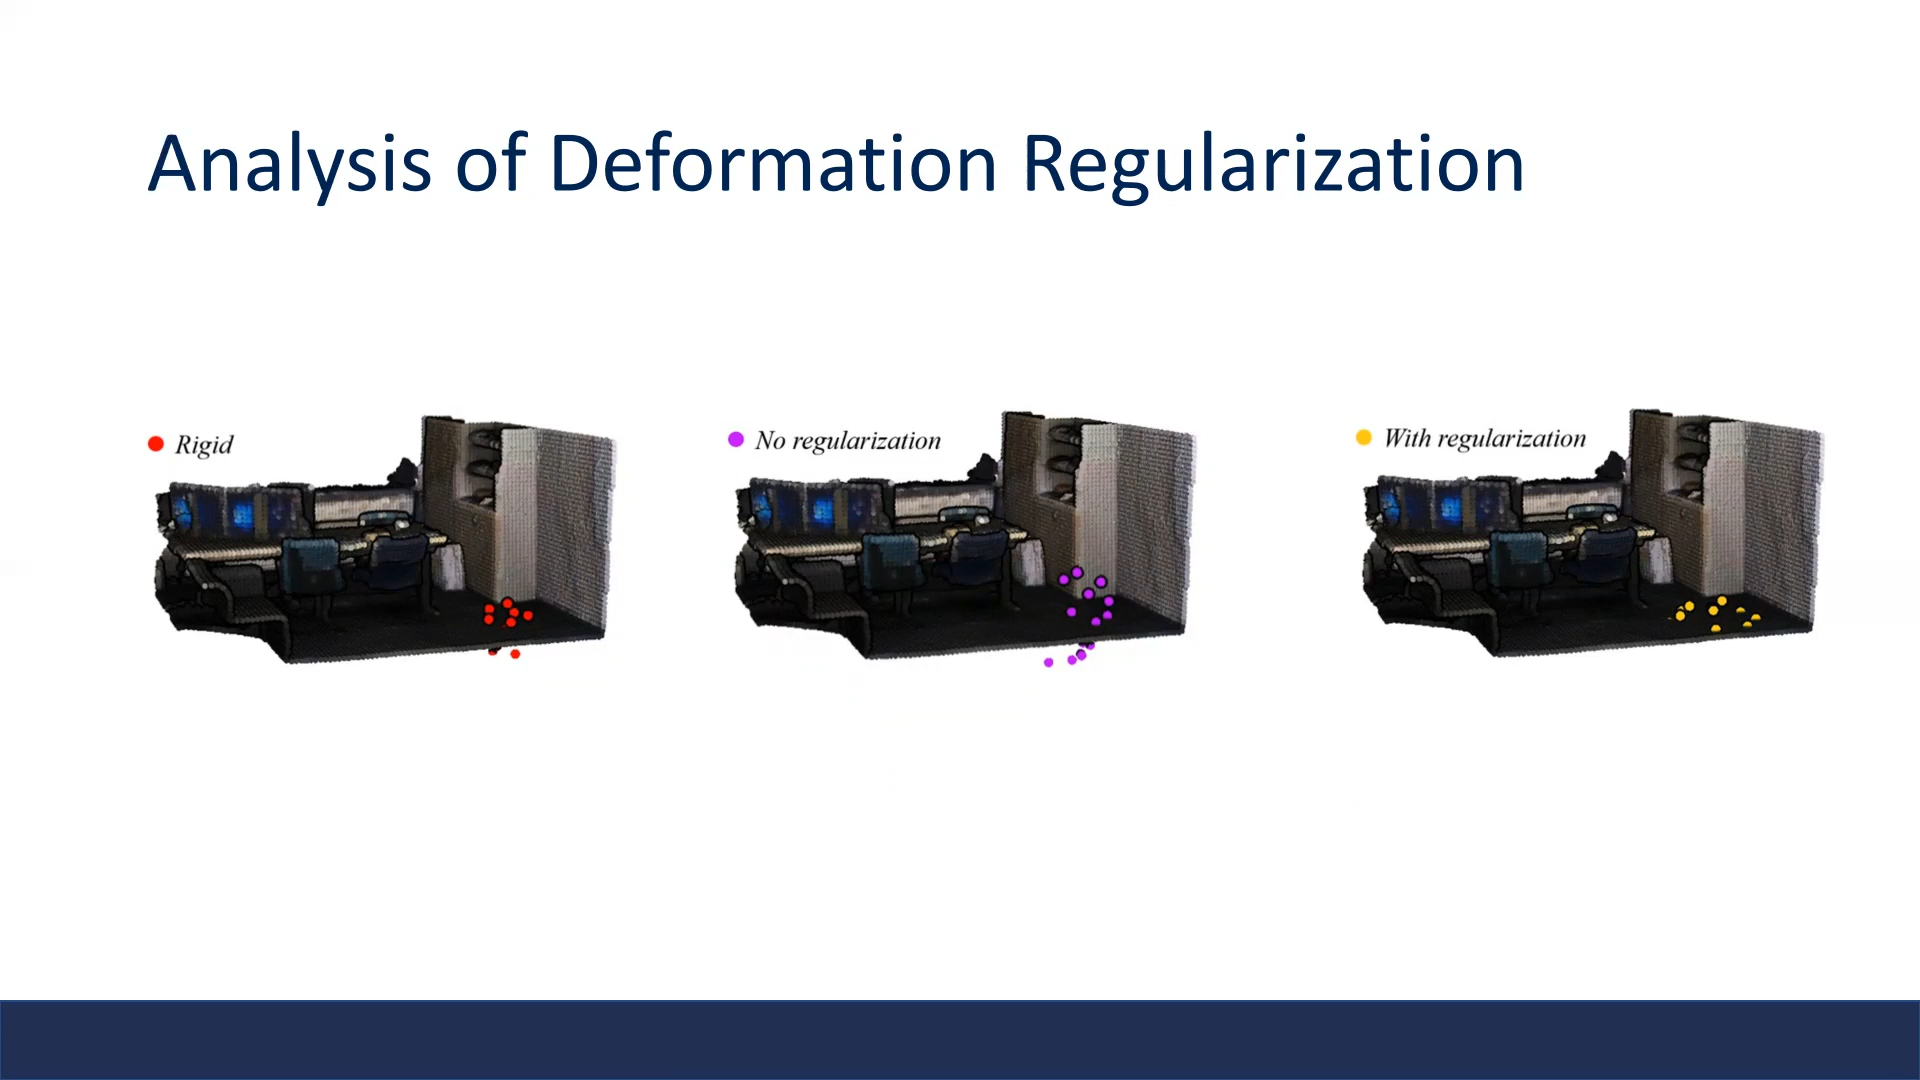 Analysis of Deformation Regularization
Rigid
No regularization
With regularization